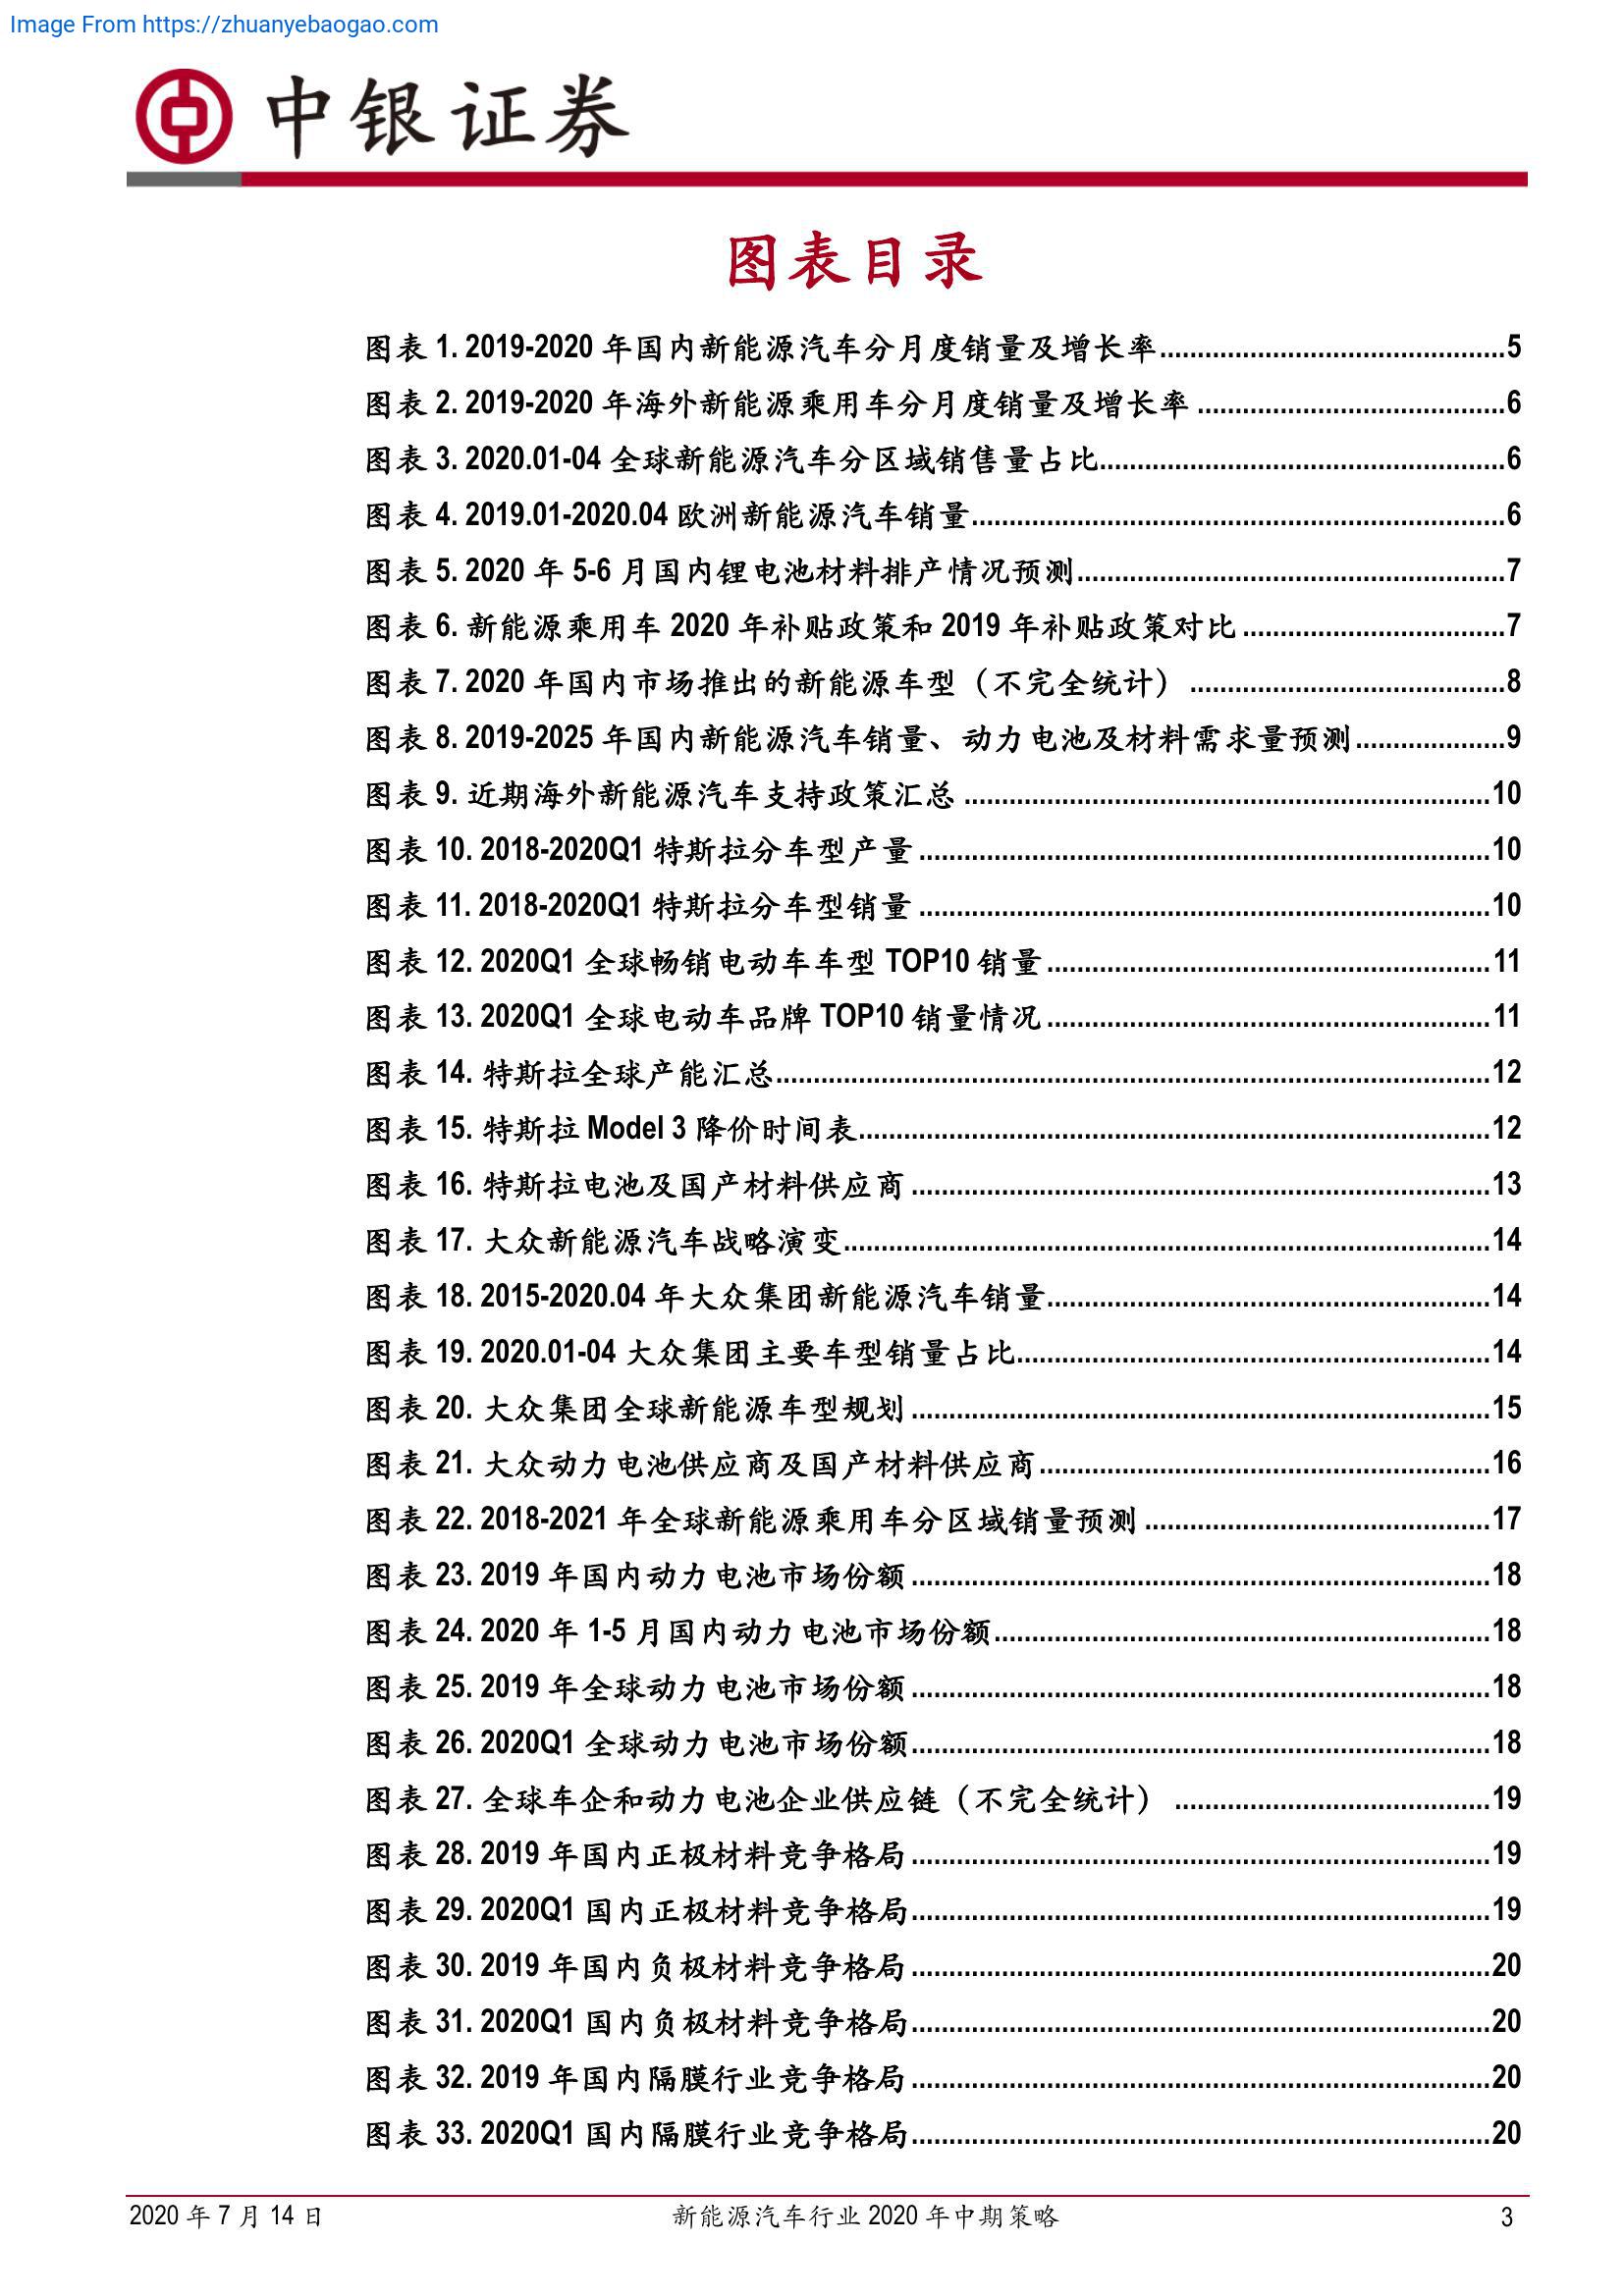 Image From https://zhuanyebaogao.com
中银证券
图表目录
图表 1. 2019-2020 年国内新能源汽车分月度销量及增长率..............................................5
图表 2. 2019-2020 年海外新能源乘用车分月度销量及增长率 .........................................6
图表 3. 2020.01-04 全球新能源汽车分区域销售量占比......................................................6
图表 4. 2019.01-2020.04 欧洲新能源汽车销量.......................................................................6
图表 5. 2020 年 5-6 月国内锂电池材料排产情况预测.........................................................7
图表 6. 新能源乘用车 2020 年补贴政策和 2019 年补贴政策对比...................................7
图表 7. 2020 年国内市场推出的新能源车型（不完全统计） ..........................................8
图表 8. 2019-2025 年国内新能源汽车销量、动力电池及材料需求量预测....................9
图表 9. 近期海外新能源汽车支持政策汇总 ......................................................................10
图表 10. 2018-2020Q1 特斯拉分车型产量 ............................................................................10
图表 11. 2018-2020Q1 特斯拉分车型销量 ............................................................................10
图表 12. 2020Q1 全球畅销电动车车型 TOP10 销量...........................................................11
图表 13. 2020Q1 全球电动车品牌 TOP10 销量情况...........................................................11
图表 14. 特斯拉全球产能汇总...............................................................................................12
图表 15. 特斯拉 Model 3 降价时间表....................................................................................12
图表 16. 特斯拉电池及国产材料供应商 .............................................................................13
图表 17. 大众新能源汽车战略演变......................................................................................14
图表 18. 2015-2020.04 年大众集团新能源汽车销量...........................................................14
图表 19. 2020.01-04 大众集团主要车型销量占比...............................................................14
图表 20. 大众集团全球新能源车型规划 .............................................................................15
图表 21. 大众动力电池供应商及国产材料供应商............................................................16
图表 22. 2018-2021 年全球新能源乘用车分区域销量预测 ..............................................17
图表 23. 2019 年国内动力电池市场份额 .............................................................................18
图表 24. 2020 年 1-5 月国内动力电池市场份额..................................................................18
图表 25. 2019 年全球动力电池市场份额 .............................................................................18
图表 26. 2020Q1 全球动力电池市场份额.............................................................................18
图表 27. 全球车企和动力电池企业供应链（不完全统计） ..........................................19
图表 28. 2019 年国内正极材料竞争格局 .............................................................................19
图表 29. 2020Q1 国内正极材料竞争格局.............................................................................19
图表 30. 2019 年国内负极材料竞争格局 .............................................................................20
图表 31. 2020Q1 国内负极材料竞争格局.............................................................................20
图表 32. 2019 年国内隔膜行业竞争格局 .............................................................................20
图表 33. 2020Q1 国内隔膜行业竞争格局.............................................................................20
2020 年 7 月 14 日 新能源汽车行业 2020 年中期策略 3